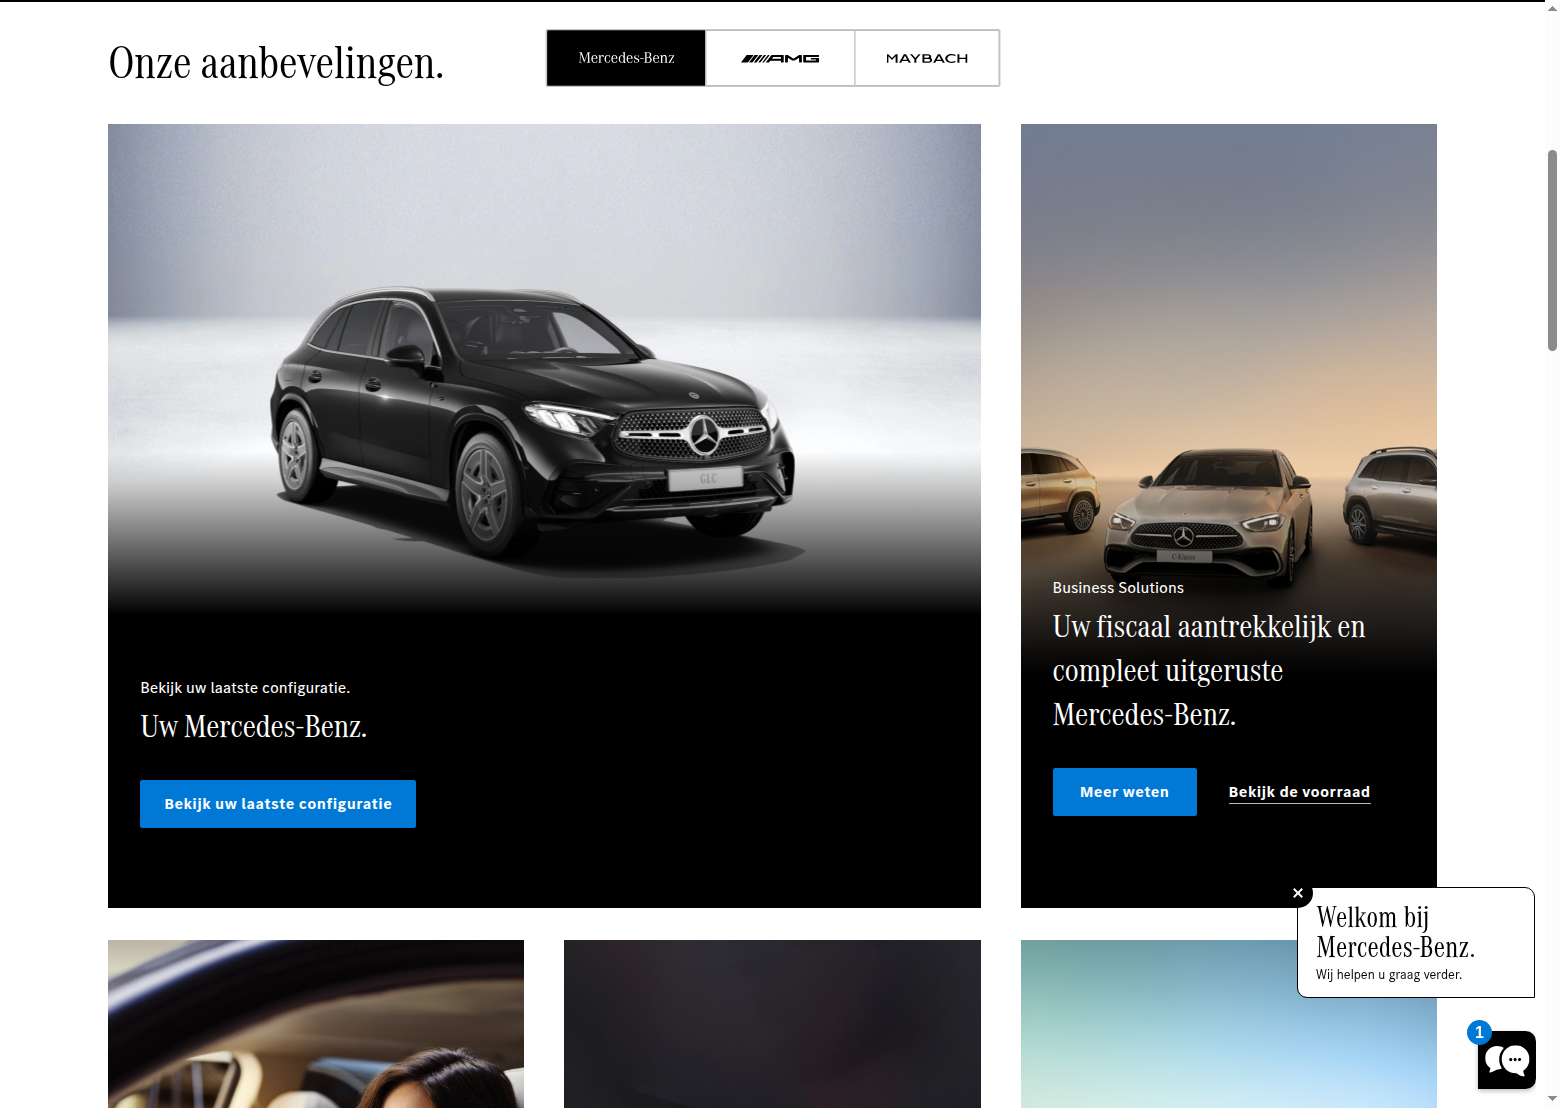 Onze aanbevelingen.
Mercedes-Benz
AMG
MAYBACH
GLC
Bekijk uw laatste configuratie.
Uw Mercedes-Benz.
Bekijk uw laatste configuratie
C-Klasse
Business Solutions
Uw fiscaal aantrekkelijk en
compleet uitgeruste
Mercedes-Benz.
Meer weten
Bekijk de voorraad
Welkom bij
Mercedes-Benz.
Wij helpen u graag verder.
1